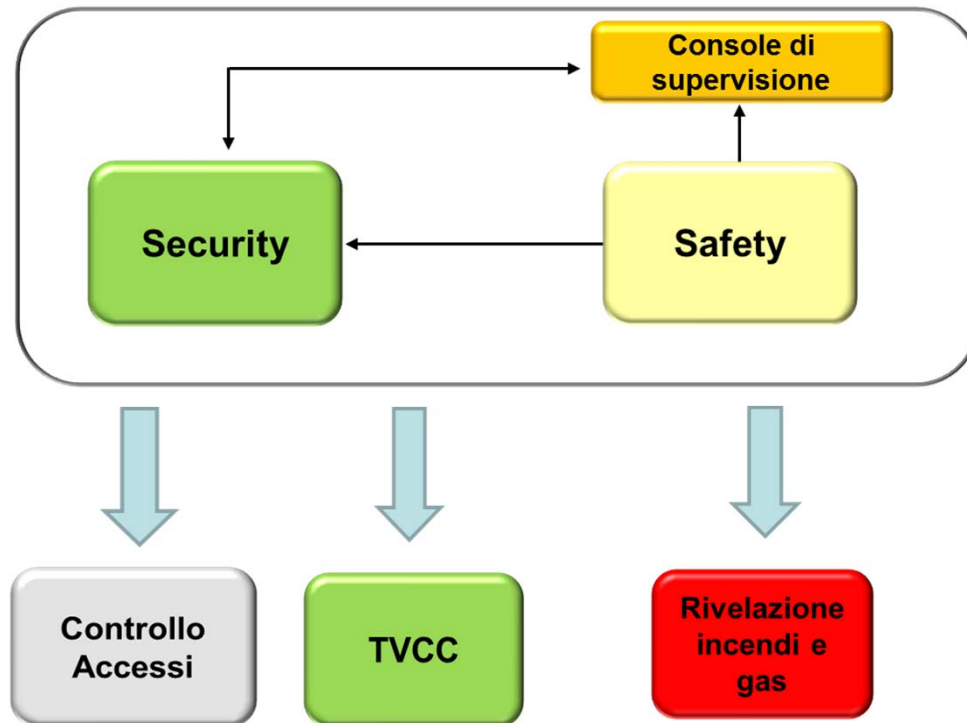 Console di
supervisione
Security
Safety
Controllo
Accessi
TVCC
Rivelazione
incendi e
gas